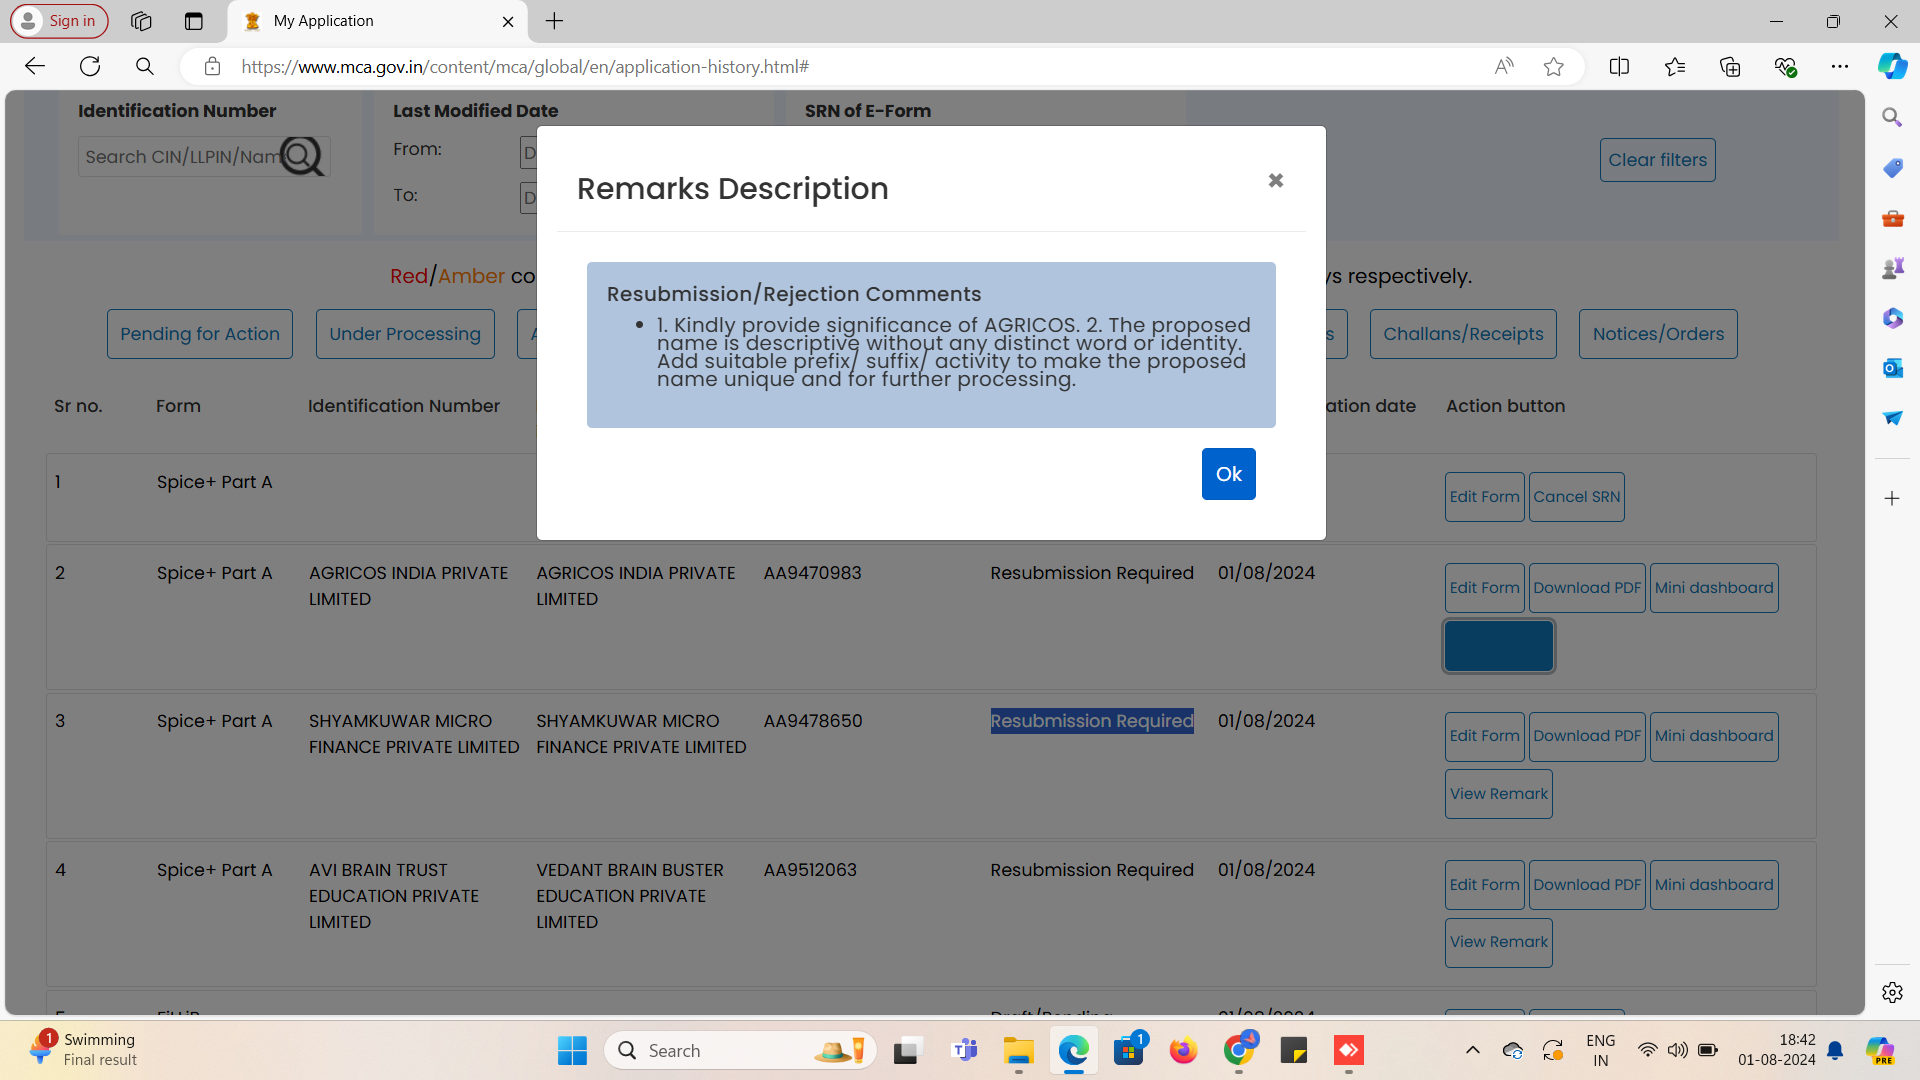 Sign in
My Application
https://www.mca.gov.in/content/mca/global/en/application-history.html#
Identification Number
Last Modified Date
SRN of E-Form
Search CIN/LLPIN/Nam
From:
D
To:
D
Clear filters
Remarks Description
Resubmission/Rejection Comments
1. Kindly provide significance of AGRICOS. 2. The proposed
name is descriptive without any distinct word or identity.
Add suitable prefix/ suffix/ activity to make the proposed
name unique and for further processing.
Ok
Red/Amber co
ys respectively.
Pending for Action
Under Processing
A
s
Challans/Receipts
Notices/Orders
Sr no.
Form
Identification Number
ation date
Action button
1
Spice+ Part A
Edit Form
Cancel SRN
2
Spice+ Part A
AGRICOS INDIA PRIVATE
LIMITED
AGRICOS INDIA PRIVATE
LIMITED
AA9470983
Resubmission Required
01/08/2024
Edit Form
Download PDF
Mini dashboard
3
Spice+ Part A
SHYAMKUWAR MICRO
FINANCE PRIVATE LIMITED
SHYAMKUWAR MICRO
FINANCE PRIVATE LIMITED
AA9478650
Resubmission Required
01/08/2024
Edit Form
Download PDF
Mini dashboard
View Remark
4
Spice+ Part A
AVI BRAIN TRUST
EDUCATION PRIVATE
LIMITED
VEDANT BRAIN BUSTER
EDUCATION PRIVATE
LIMITED
AA9512063
Resubmission Required
01/08/2024
Edit Form
Download PDF
Mini dashboard
View Remark
1
Swimming
Final result
Search
1
ENG
IN
18:42
01-08-2024
PRE